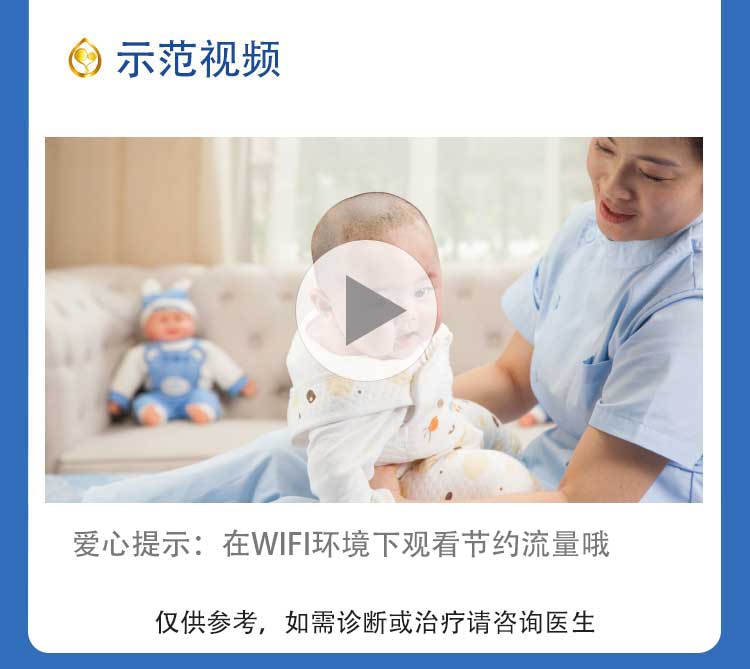 示范视频
爱心提示：在WIFI环境下观看节约流量哦
仅供参考，如需诊断或治疗请咨询医生